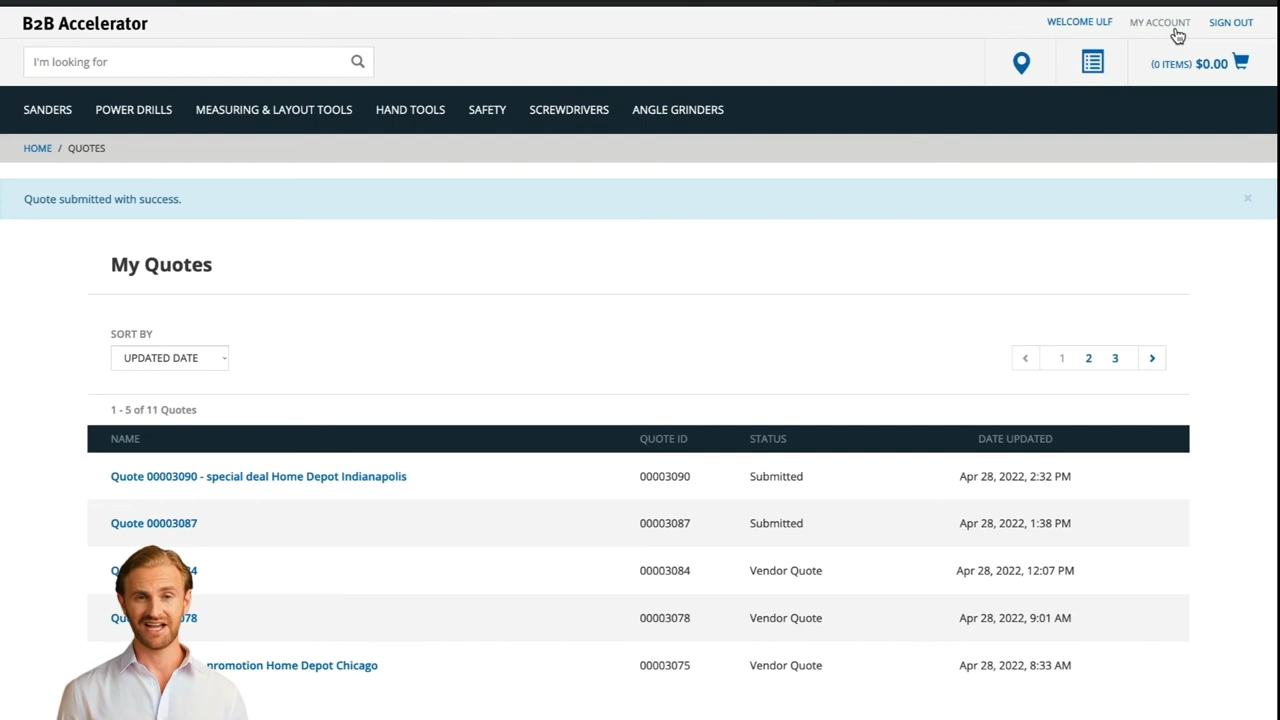 B2B Accelerator
WELCOME ULF MY ACCOUNT SIGN OUT
I'm looking for
(0 ITEMS) $0.00
SANDERS POWER DRILLS MEASURING & LAYOUT TOOLS HAND TOOLS SAFETY SCREWDRIVERS ANGLE GRINDERS
HOME / QUOTES
Quote submitted with success. ×
My Quotes
SORT BY
UPDATED DATE
< 1 2 3 >
1 - 5 of 11 Quotes
NAME QUOTE ID STATUS DATE UPDATED
Quote 00003090 - special deal Home Depot Indianapolis 00003090 Submitted Apr 28, 2022, 2:32 PM
Quote 00003087 00003087 Submitted Apr 28, 2022, 1:38 PM
00003084 Vendor Quote Apr 28, 2022, 12:07 PM
00003078 Vendor Quote Apr 28, 2022, 9:01 AM
promotion Home Depot Chicago 00003075 Vendor Quote Apr 28, 2022, 8:33 AM